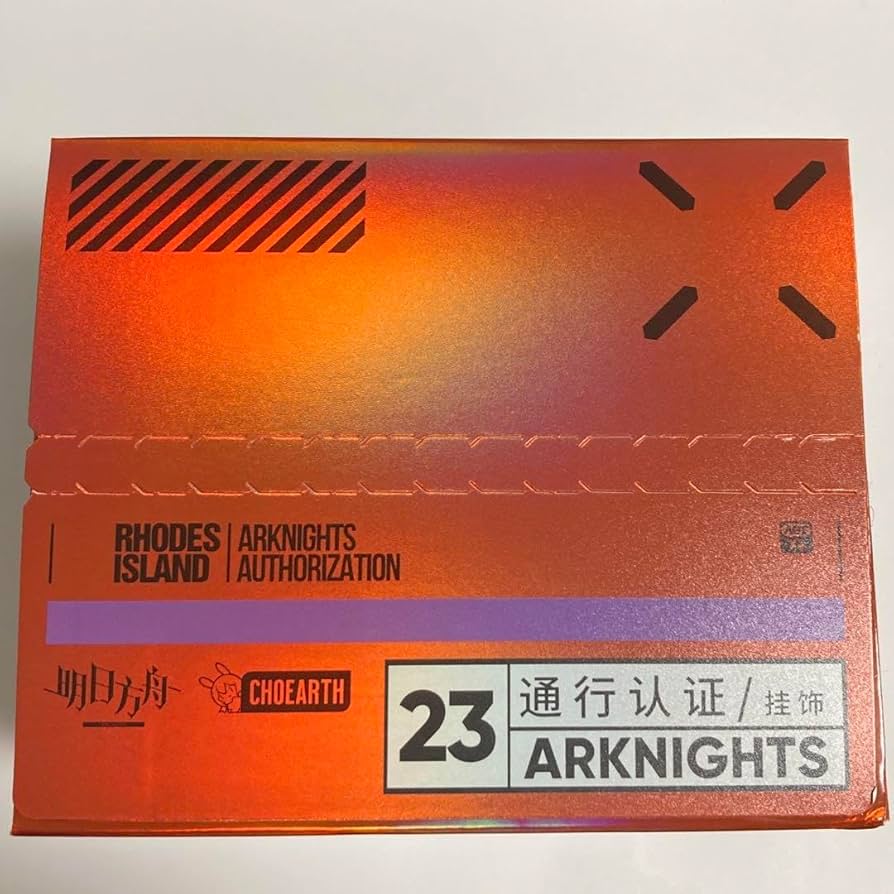 RHODES
ISLAND
ARKNIGHTS
AUTHORIZATION
明日方舟
CHOEARTH
23
通行认证/挂饰
ARKNIGHTS